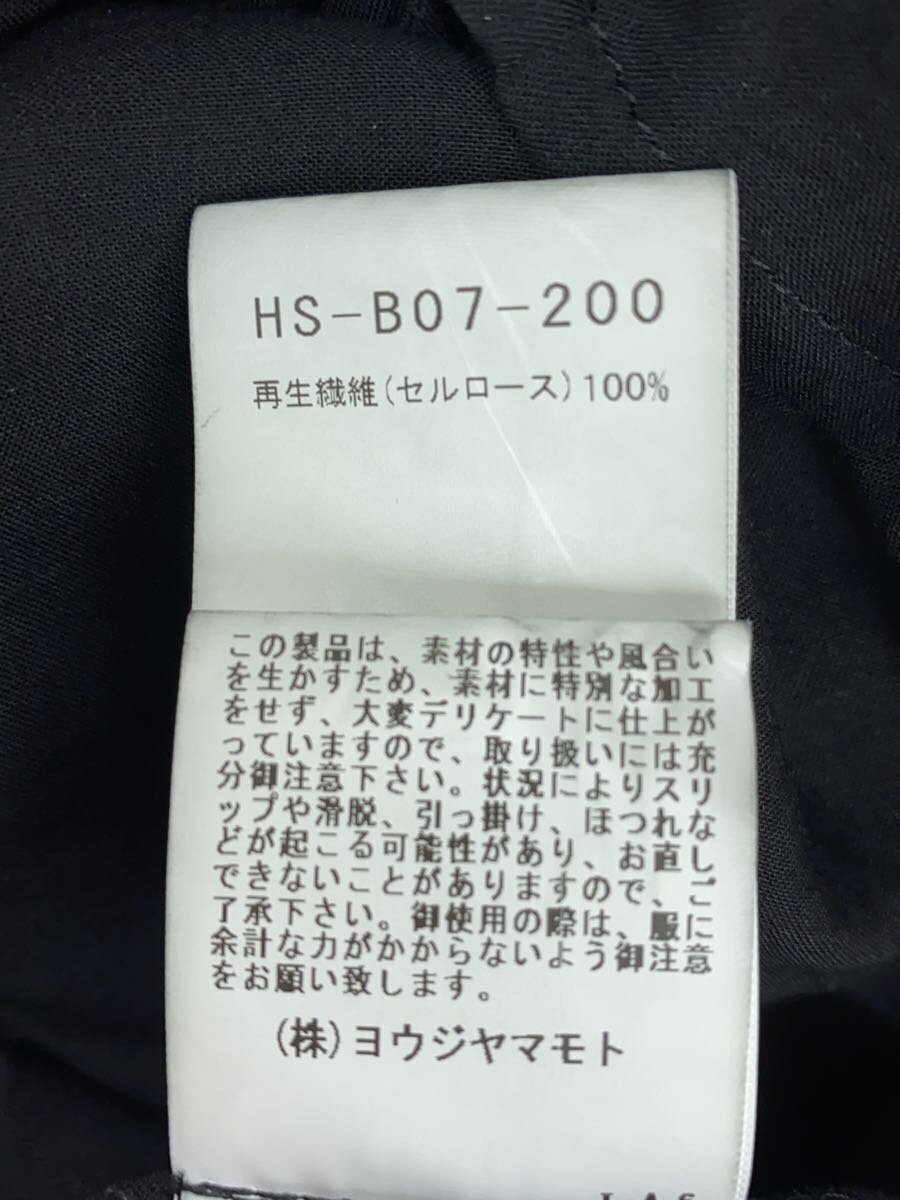 HS-B07-200
再生繊維(セルロース)100%
この製品は、素材の特性や風合い
を生かすため、素材に特別な加工
をせず、大変デリケートに仕上が
っていますので、取り扱いには充
分御注意下さい。状況によりスリ
ップや滑脱、引っ掛け、ほつれな
どが起こる可能性があり、お直し
できないことがありますので、ご
了承下さい。御使用の際は、服に
余計な力がかからないよう御注意
をお願い致します。
(株)ヨウジヤマモト